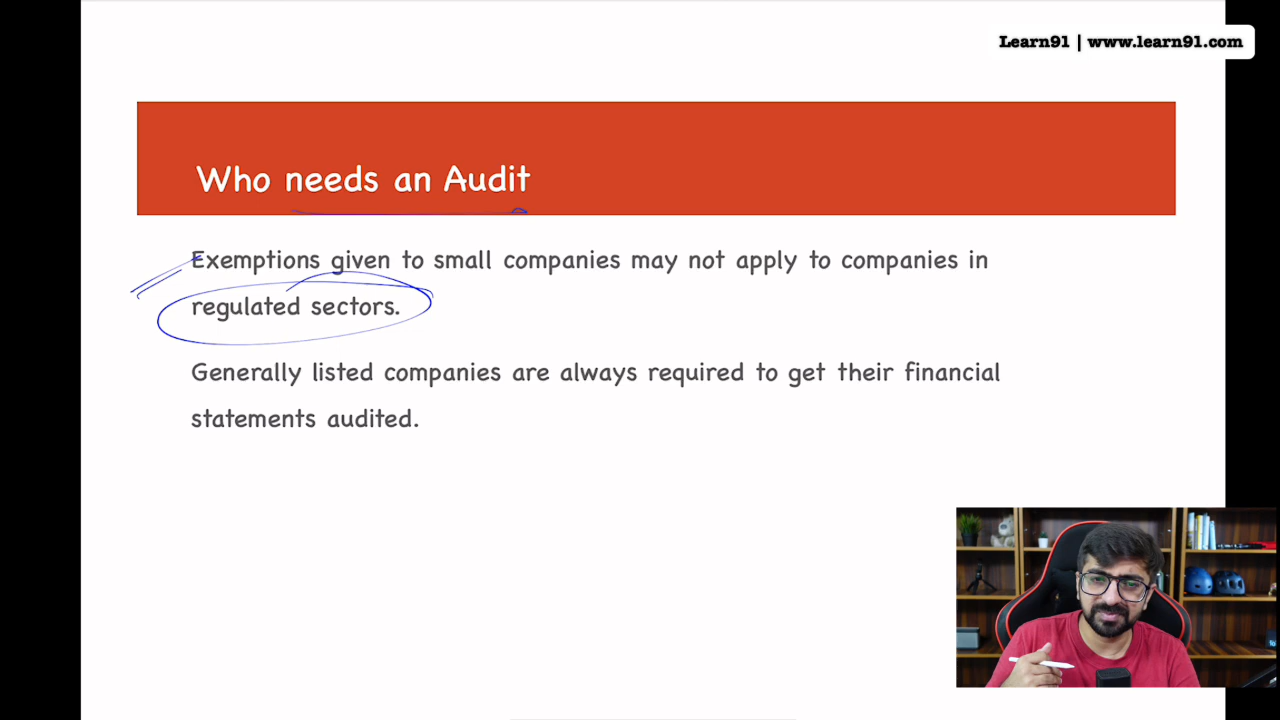 Learn91 | www.learn91.com
Who needs an Audit
Exemptions given to small companies may not apply to companies in
regulated sectors.
Generally listed companies are always required to get their financial
statements audited.